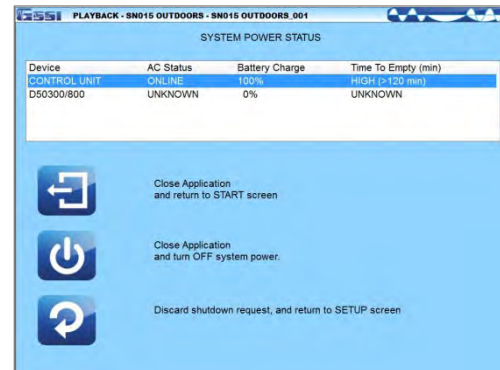 GSSI PLAYBACK - SN015 OUTDOORS - SN015 OUTDOORS_001
SYSTEM POWER STATUS
Device AC Status Battery Charge Time To Empty (min)
CONTROL UNIT ONLINE 100% HIGH (>120 min)
D50300/800 UNKNOWN 0% UNKNOWN
Close Application
and return to START screen
Close Application
and turn OFF system power.
Discard shutdown request, and return to SETUP screen